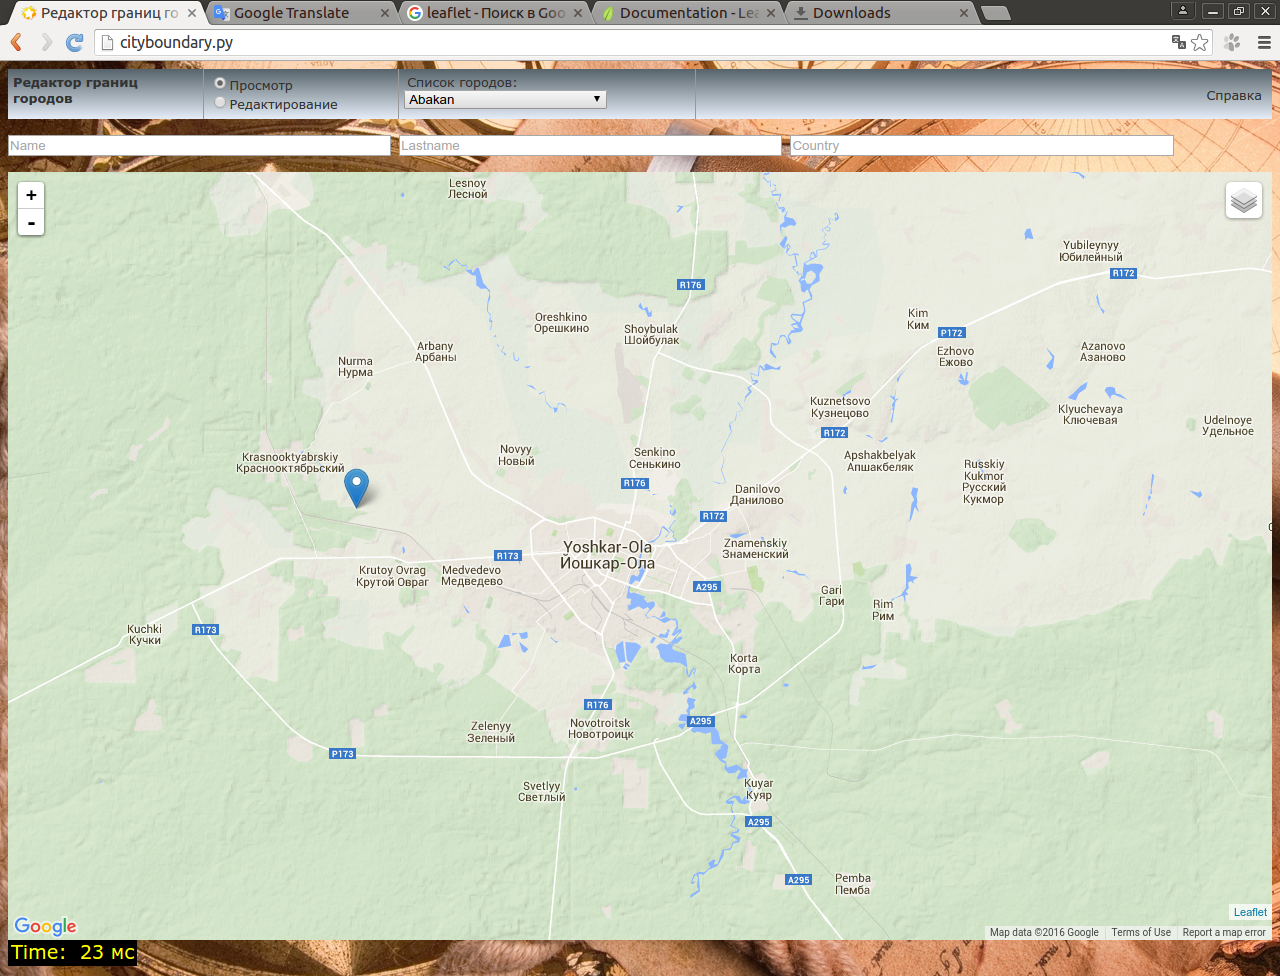 Редактор границ го
Google Translate
leaflet - Поиск в Goo
Documentation - Lea
Downloads
cityboundary.py
Редактор границ
городов
Просмотр
Редактирование
Список городов:
Abakan
Справка
Name
Lastname
Country
+
-
Lesnoy
Лесной
Yubileynyy
Юбилейный
R172
R176
Oreshkino
Орешкино
Shoybulak
Шойбулак
Kim
Ким
P172
Arbany
Арбаны
Nurma
Нурма
Ezhovo
Ежово
Azanovo
Азаново
Kuznetsovo
Кузнецово
Klyuchevaya
Ключевая
Udelnoye
Удельное
R172
Krasnooktyabrskiy
Краснооктябрьский
Novyy
Новый
Senkino
Сенькино
Apshakbelyak
Апшакбеляк
Russkiy
Kukmor
Русский
Кукмор
R176
Danilovo
Данилово
R172
Yoshkar-Ola
Йошкар-Ола
Znamenskiy
Знаменский
R173
Krutoy Ovrag
Крутой Овраг
Medvedevo
Медведево
A295
Gari
Гари
Rim
Рим
Kuchki
Кучки
R173
Korta
Корта
R176
Novotroitsk
Новотроицк
A295
Zelenyy
Зеленый
P173
Svetlyy
Светлый
Kuyar
Куяр
A295
A295
Pemba
Пемба
Google
Leaflet
Map data ©2016 Google
Terms of Use
Report a map error
Time: 23 мс